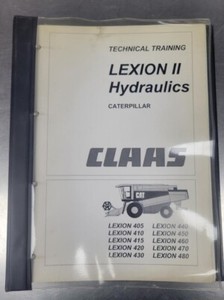 TECHNICAL TRAINING
LEXION II
Hydraulics
CATERPILLAR
CLAAS
CAT
LEXION 405 LEXION 440
LEXION 410 LEXION 450
LEXION 415 LEXION 460
LEXION 420 LEXION 470
LEXION 430 LEXION 480